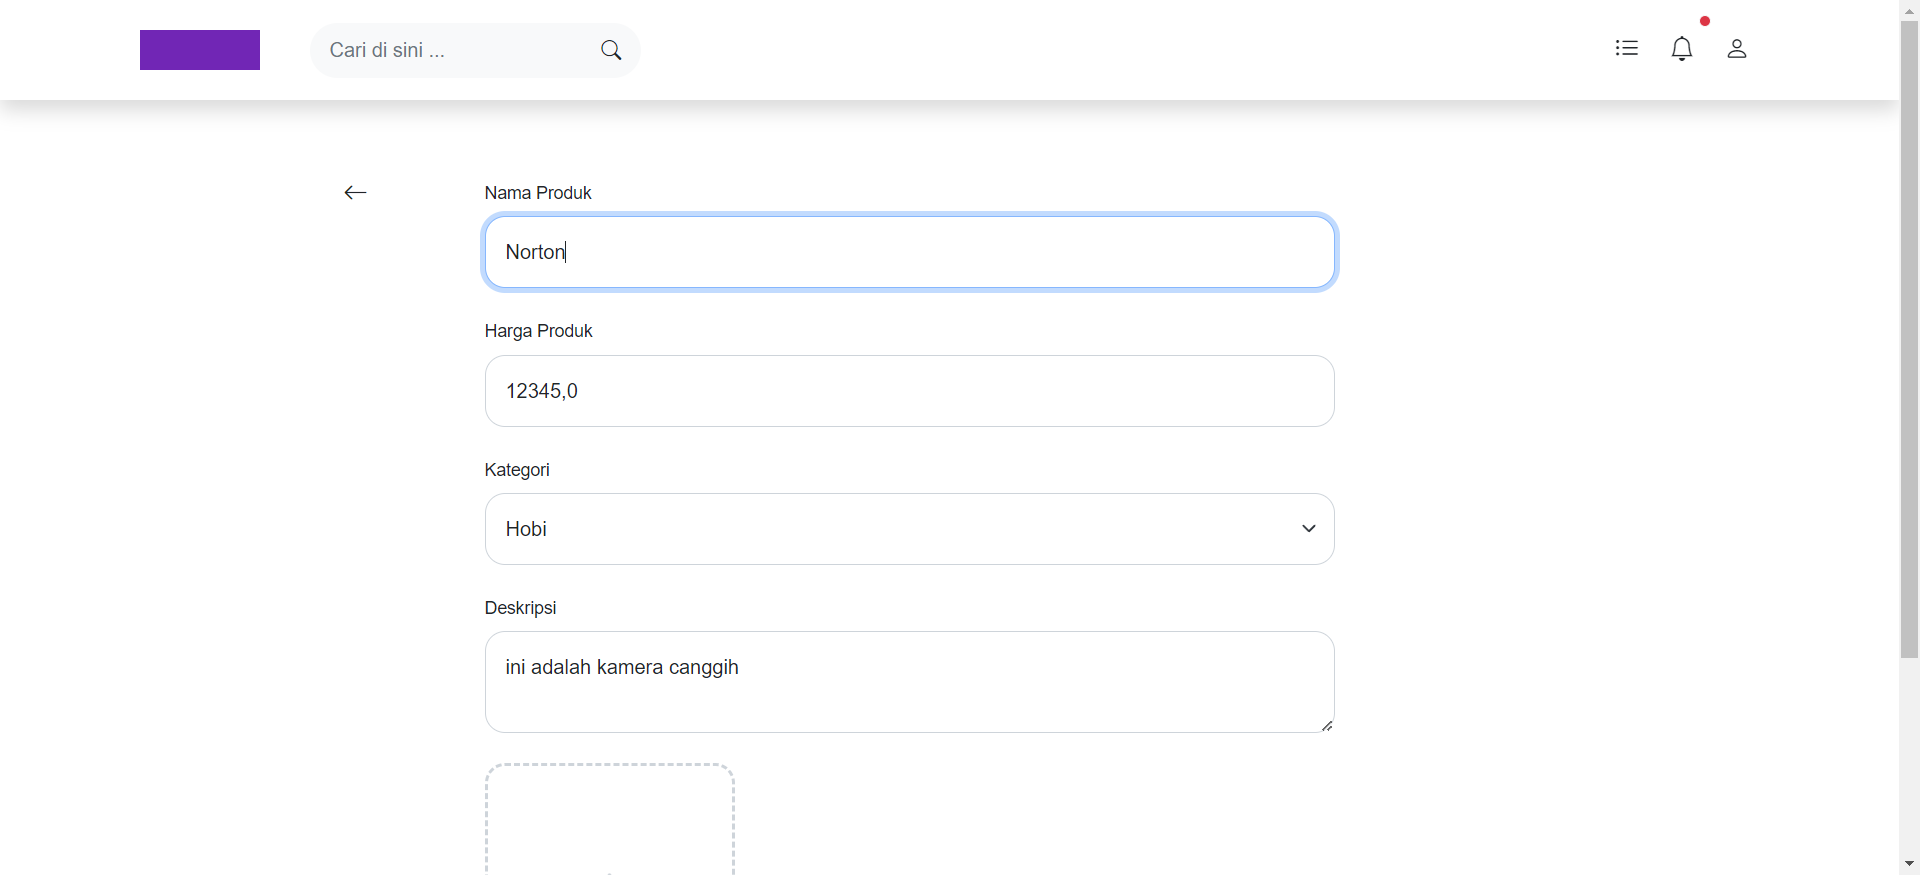 Cari di sini ...
Nama Produk
Norton
Harga Produk
12345,0
Kategori
Hobi
Deskripsi
ini adalah kamera canggih